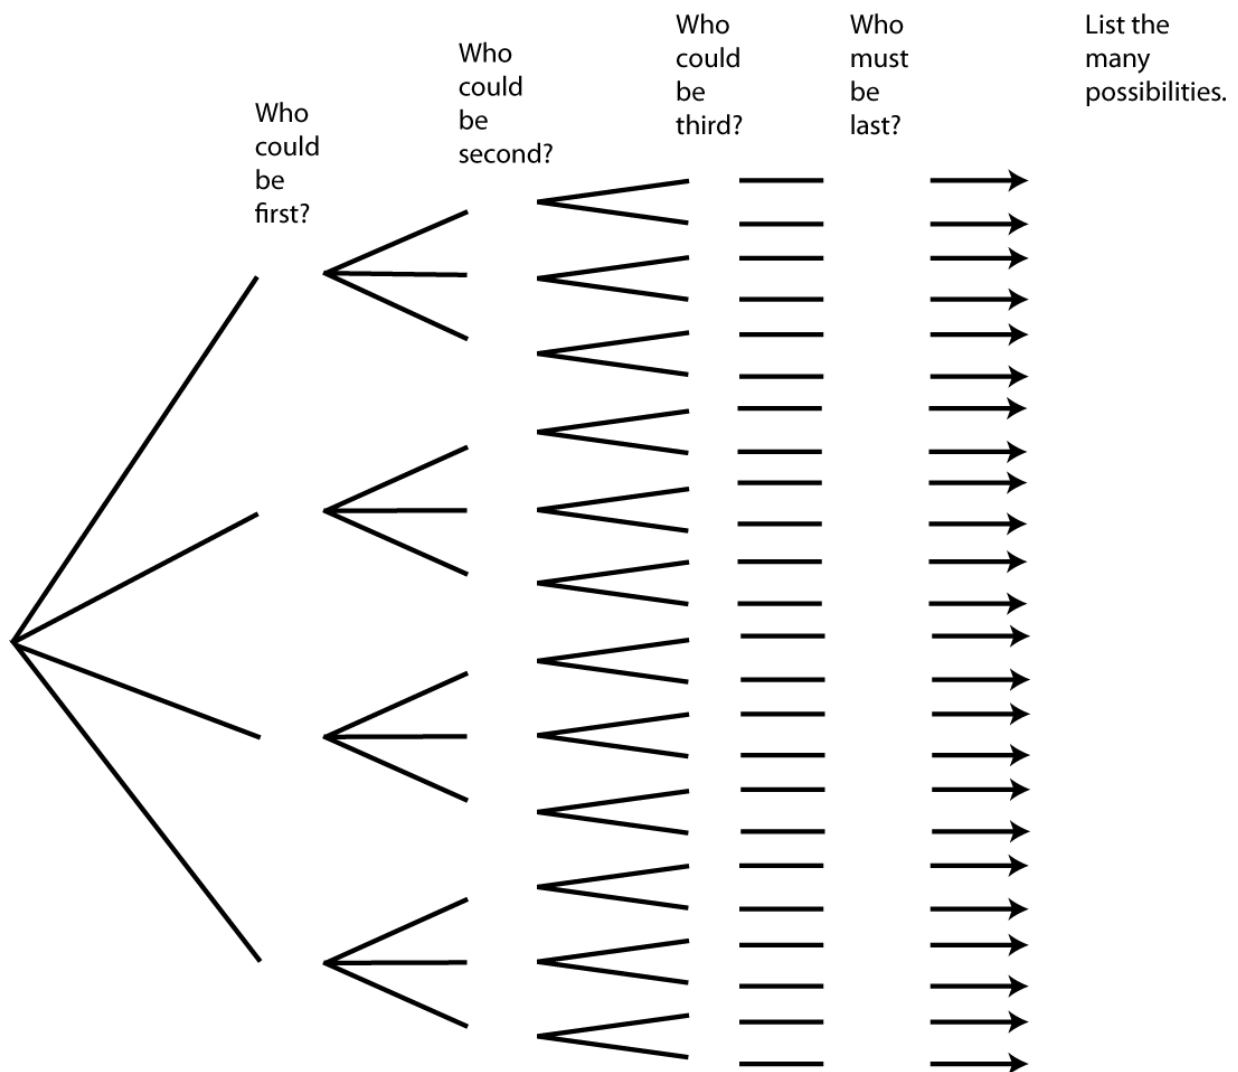 Who
could
be
first?
Who
could
be
second?
Who
could
be
third?
Who
must
be
last?
List the
many
possibilities.